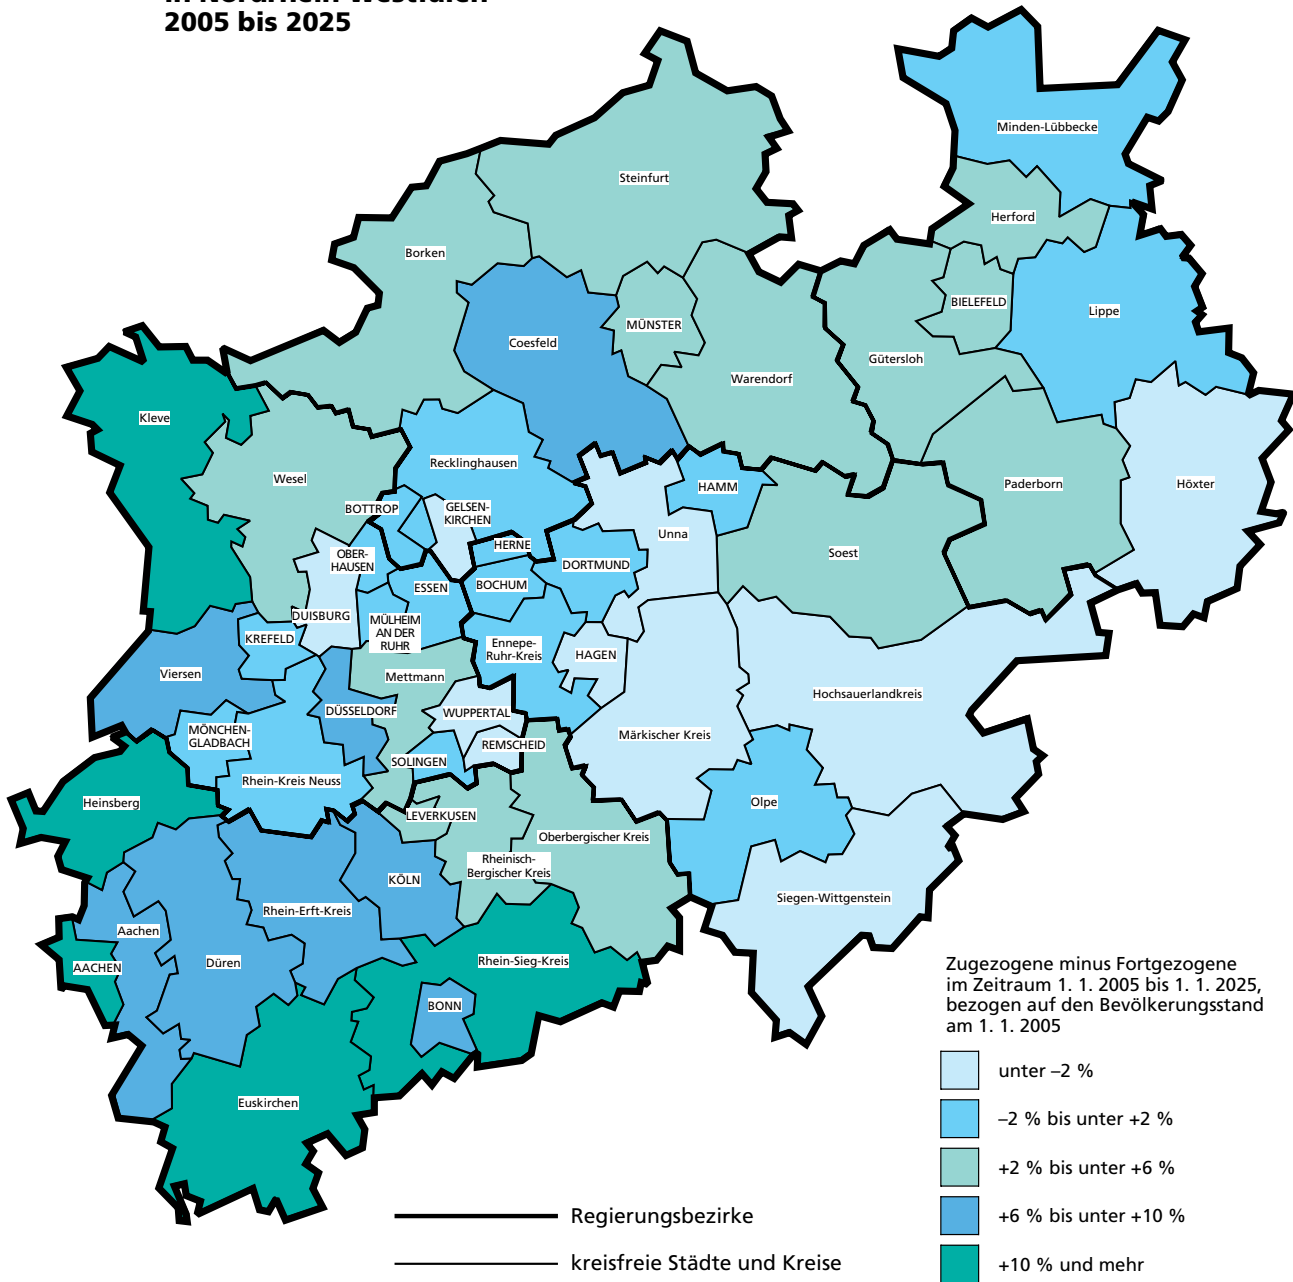 in Nordrhein-Westfalen
2005 bis 2025
Minden-Lübbecke
Steinfurt
Herford
Borken
BIELEFELD
Lippe
MÜNSTER
Coesfeld
Gütersloh
Warendorf
Kleve
Recklinghausen
Wesel
HAMM
Paderborn
Höxter
BOTTROP
GELSEN-
KIRCHEN
Unna
HERNE
Soest
OBER-
HAUSEN
DORTMUND
ESSEN
BOCHUM
DUISBURG
MÜLHEIM
AN DER
RUHR
KREFELD
Ennepe-
Ruhr-Kreis
HAGEN
Viersen
Mettmann
Hochsauerlandkreis
DÜSSELDORF
WUPPERTAL
MÖNCHEN-
GLADBACH
Märkischer Kreis
REMSCHEID
SOLINGEN
Rhein-Kreis Neuss
Heinsberg
Olpe
LEVERKUSEN
Oberbergischer Kreis
Rheinisch-
Bergischer Kreis
KÖLN
Siegen-Wittgenstein
Rhein-Erft-Kreis
Aachen
Düren
Rhein-Sieg-Kreis
AACHEN
BONN
Euskirchen
Zugezogene minus Fortgezogene
im Zeitraum 1. 1. 2005 bis 1. 1. 2025,
bezogen auf den Bevölkerungsstand
am 1. 1. 2005
unter –2 %
–2 % bis unter +2 %
+2 % bis unter +6 %
+6 % bis unter +10 %
+10 % und mehr
Regierungsbezirke
kreisfreie Städte und Kreise